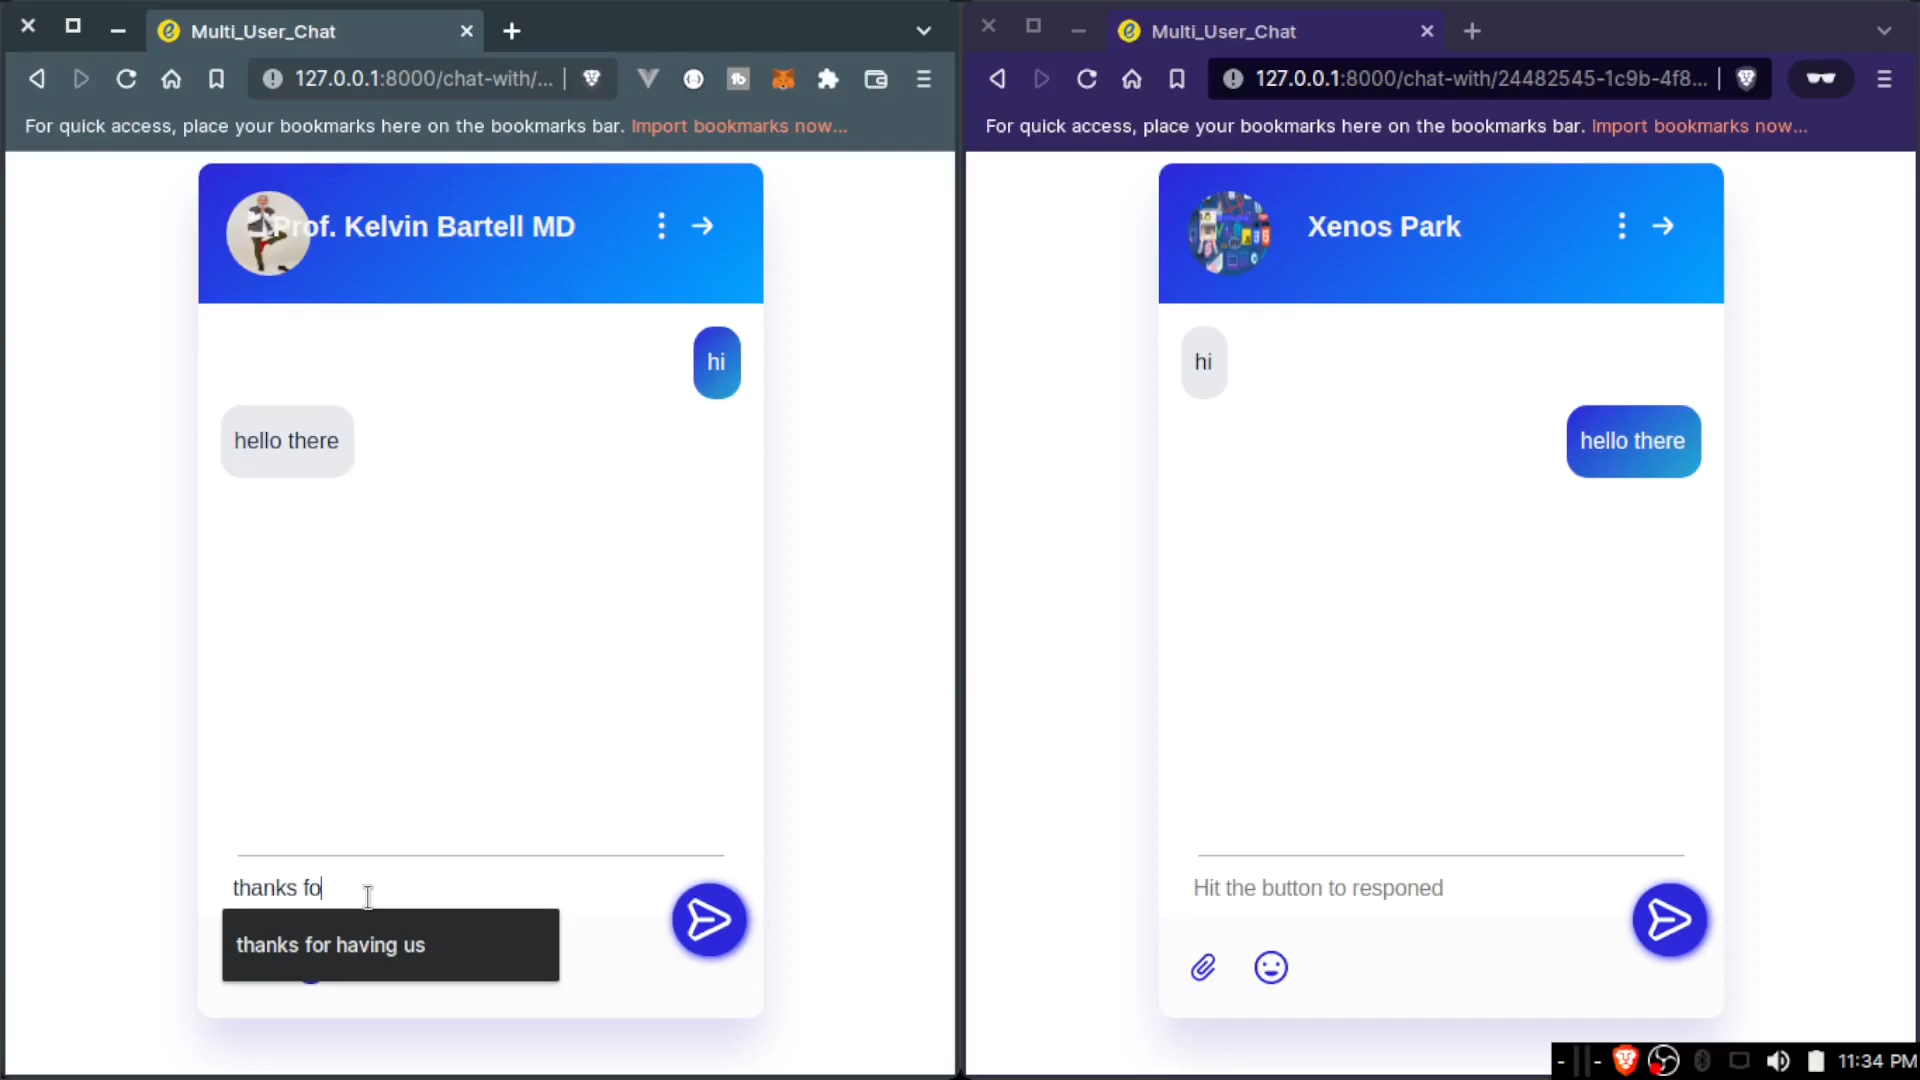 Multi_User_Chat
127.0.0.1:8000/chat-with/...
For quick access, place your bookmarks here on the bookmarks bar. Import bookmarks now...
Prof. Kelvin Bartell MD
hi
hello there
thanks fo
thanks for having us
Multi_User_Chat
127.0.0.1:8000/chat-with/24482545-1c9b-4f8...
For quick access, place your bookmarks here on the bookmarks bar. Import bookmarks now...
Xenos Park
hi
hello there
Hit the button to responed
11:34 PM